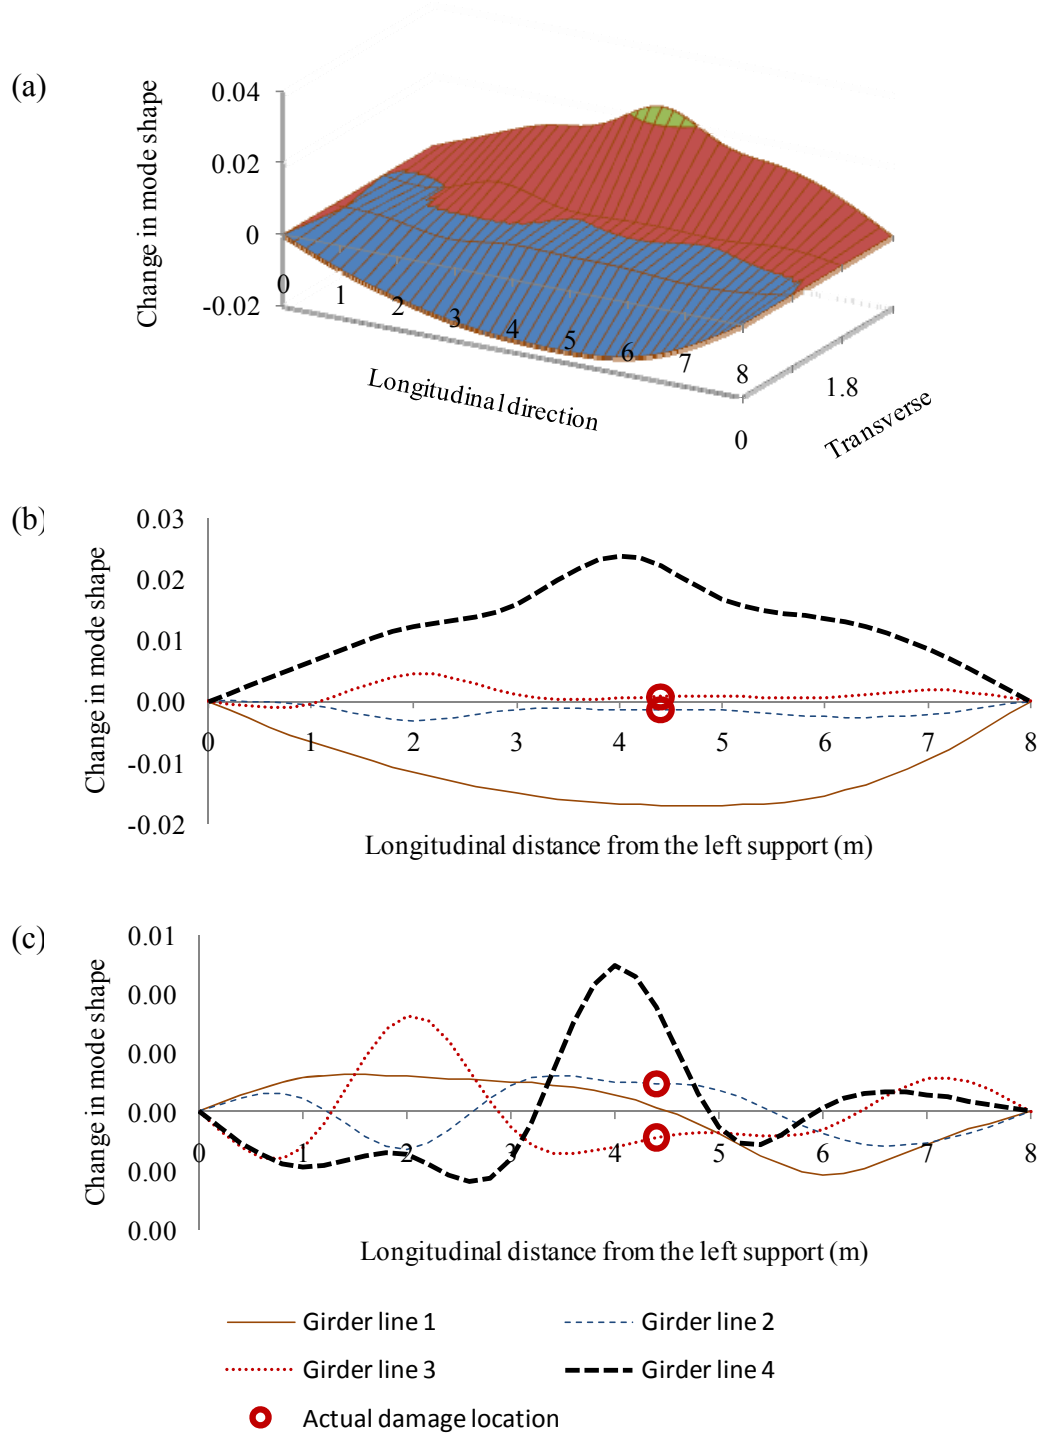 (a)
Change in mode shape
0.04
0.02
0
-0.02
0 1 2 3 4 5 6 7 8
Longitudinal direction
0 1.8
Transverse
(b)
Change in mode shape
0.03
0.02
0.01
0.00
-0.01
-0.02
0 1 2 3 4 5 6 7 8
Longitudinal distance from the left support (m)
(c)
Change in mode shape
0.01
0.00
0.00
0.00
0.00
0.00
0 1 2 3 4 5 6 7 8
Longitudinal distance from the left support (m)
Girder line 1 Girder line 2
Girder line 3 Girder line 4
Actual damage location